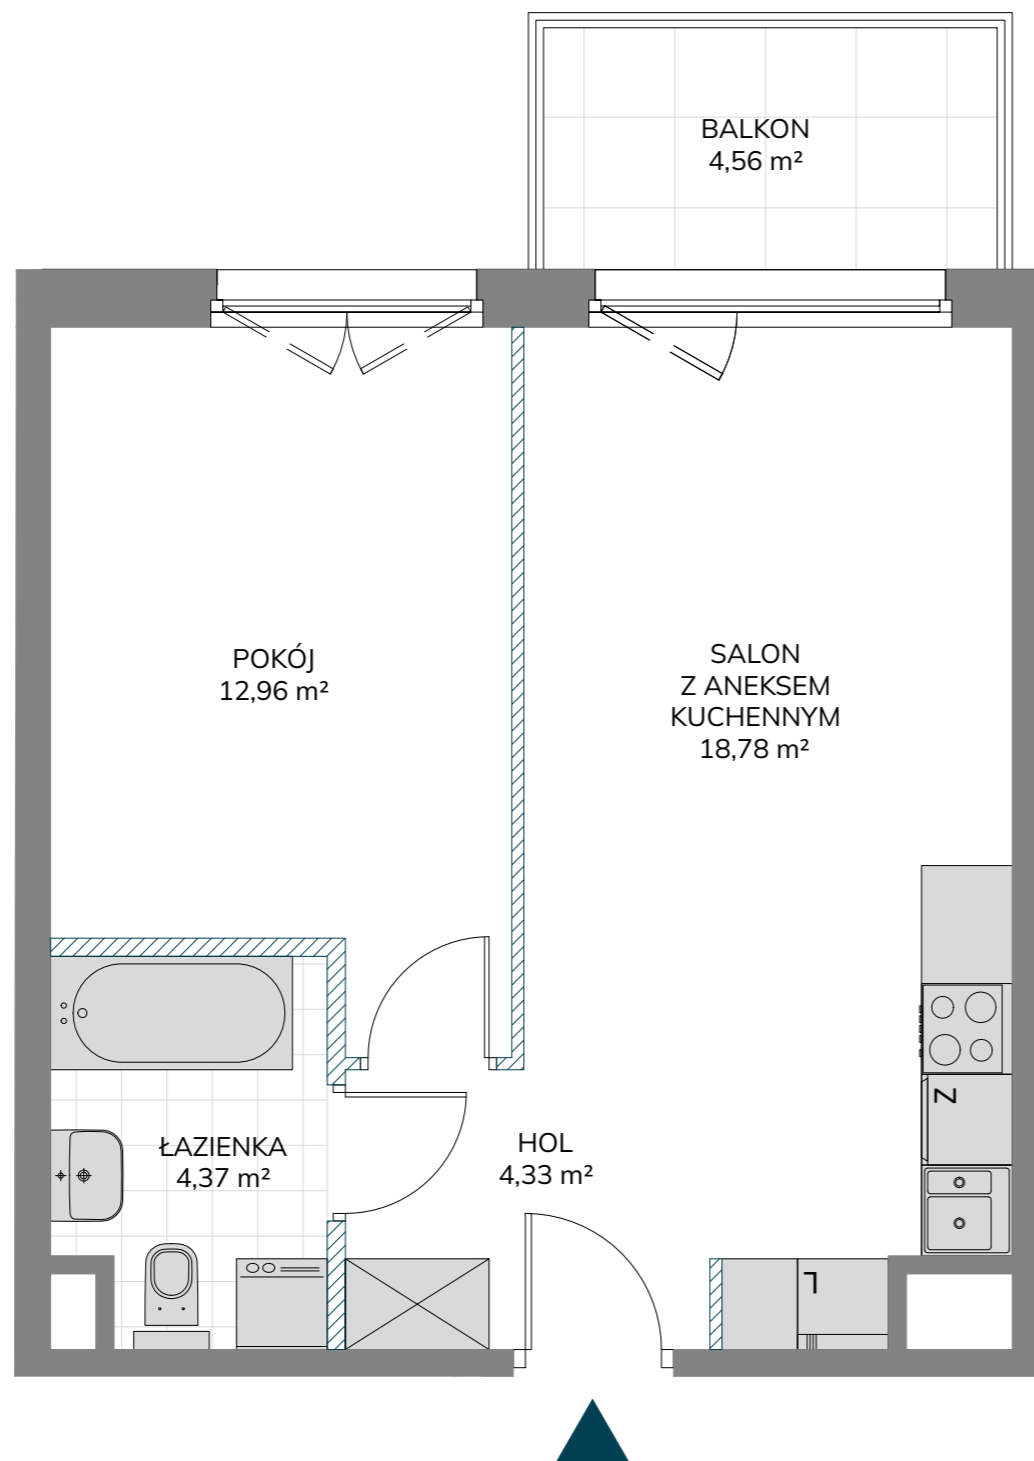 BALKON
4,56 m²
POKÓJ
12,96 m²
SALON
Z ANEKSEM
KUCHENNYM
18,78 m²
Z
ŁAZIENKA
4,37 m²
HOL
4,33 m²
L